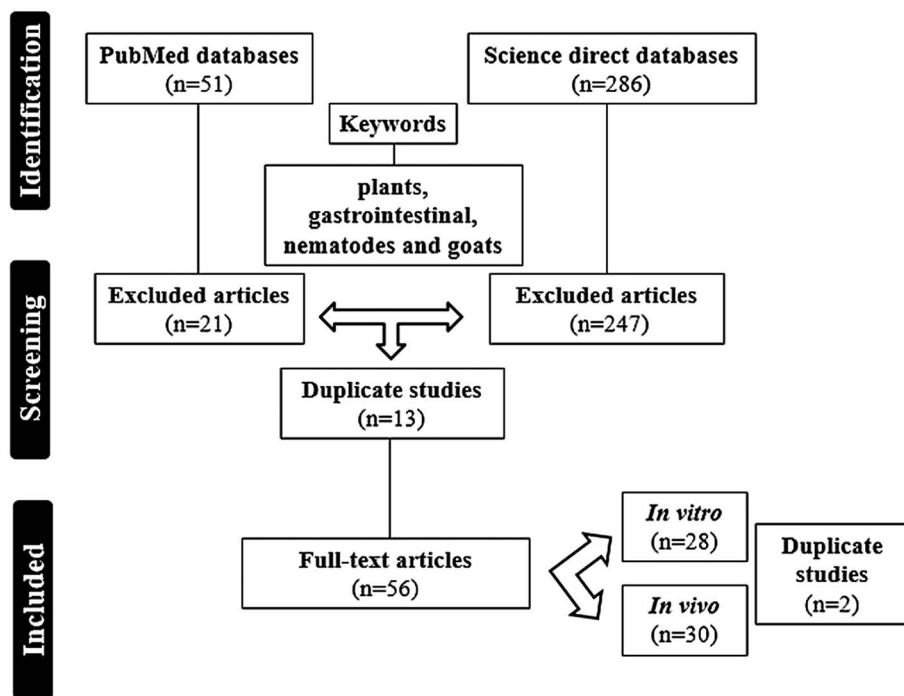 Identification
PubMed databases
(n=51)
Science direct databases
(n=286)
Keywords
plants,
gastrointestinal,
nematodes and goats
Screening
Excluded articles
(n=21)
Excluded articles
(n=247)
Duplicate studies
(n=13)
Included
Full-text articles
(n=56)
In vitro
(n=28)
In vivo
(n=30)
Duplicate
studies
(n=2)